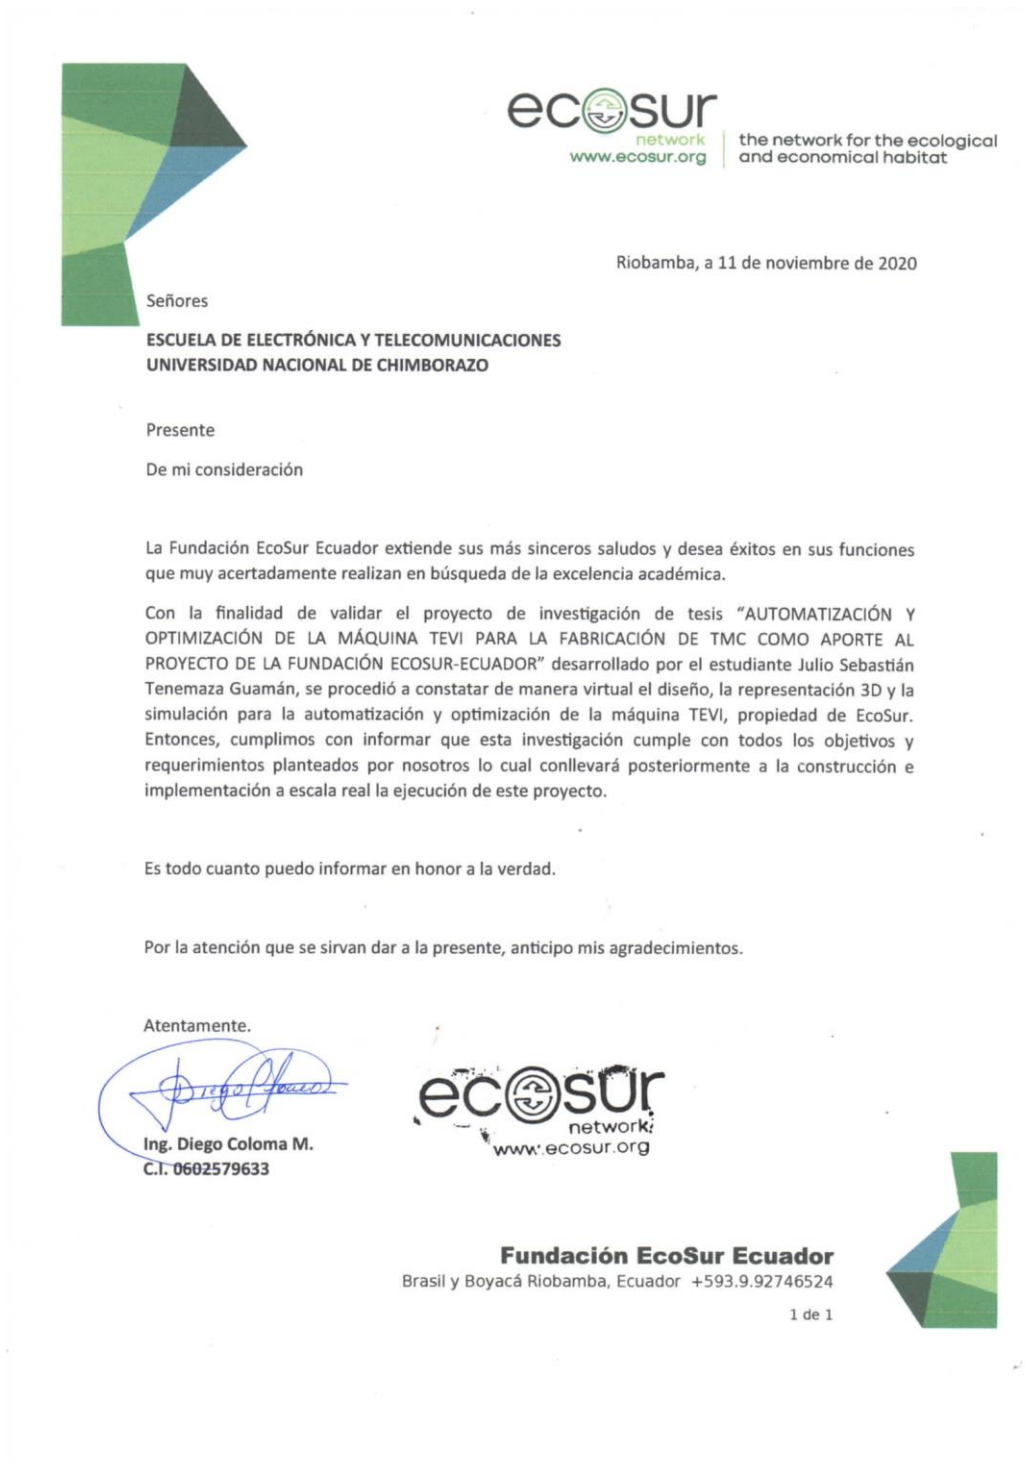 ecosur
network
www.ecosur.org
the network for the ecological
and economical habitat
Riobamba, a 11 de noviembre de 2020
Señores
ESCUELA DE ELECTRÓNICA Y TELECOMUNICACIONES
UNIVERSIDAD NACIONAL DE CHIMBORAZO
Presente
De mi consideración
La Fundación EcoSur Ecuador extiende sus más sinceros saludos y desea éxitos en sus funciones
que muy acertadamente realizan en búsqueda de la excelencia académica.
Con la finalidad de validar el proyecto de investigación de tesis "AUTOMATIZACIÓN Y
OPTIMIZACIÓN DE LA MÁQUINA TEVI PARA LA FABRICACIÓN DE TMC COMO APORTE AL
PROYECTO DE LA FUNDACIÓN ECOSUR-ECUADOR" desarrollado por el estudiante Julio Sebastián
Tenemaza Guamán, se procedió a constatar de manera virtual el diseño, la representación 3D y la
simulación para la automatización y optimización de la máquina TEVI, propiedad de EcoSur.
Entonces, cumplimos con informar que esta investigación cumple con todos los objetivos y
requerimientos planteados por nosotros lo cual conllevará posteriormente a la construcción e
implementación a escala real la ejecución de este proyecto.
Es todo cuanto puedo informar en honor a la verdad.
Por la atención que se sirvan dar a la presente, anticipo mis agradecimientos.
Atentamente.
Ing. Diego Coloma M.
C.I. 0602579633
ecosur
network
www.ecosur.org
Fundación EcoSur Ecuador
Brasil y Boyacá Riobamba, Ecuador +593.9.92746524
1 de 1